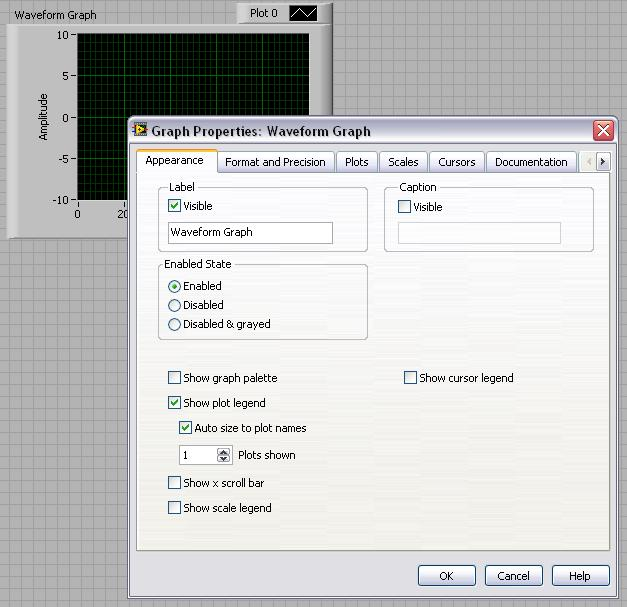 Waveform Graph
Plot 0
10
5
0
-5
-10
Amplitude
0
20
Graph Properties: Waveform Graph
Appearance
Format and Precision
Plots
Scales
Cursors
Documentation
Label
Visible
Waveform Graph
Caption
Visible
Enabled State
Enabled
Disabled
Disabled & grayed
Show graph palette
Show cursor legend
Show plot legend
Auto size to plot names
1 Plots shown
Show x scroll bar
Show scale legend
OK
Cancel
Help